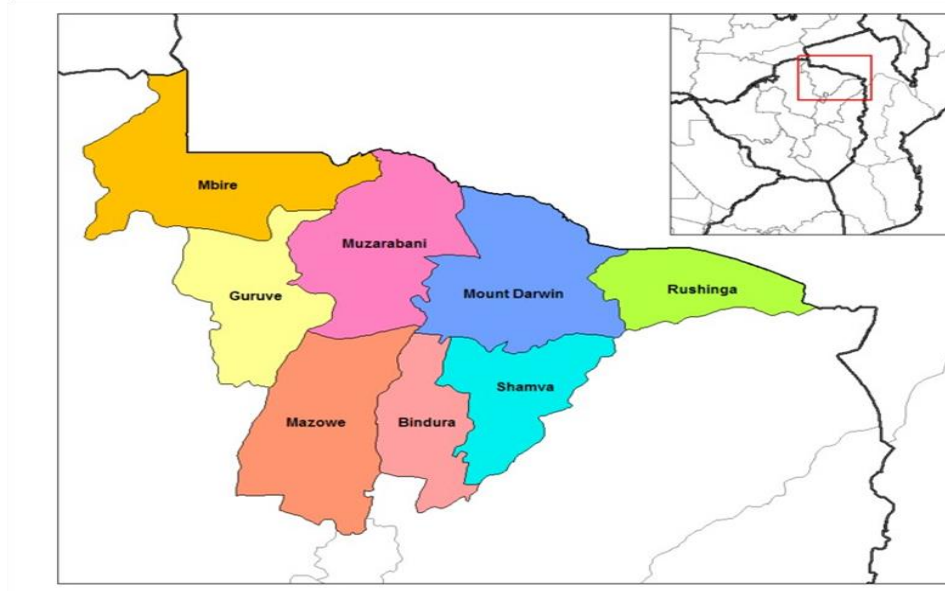 Mbire
Muzarabani
Guruve
Mount Darwin
Rushinga
Shamva
Mazowe
Bindura